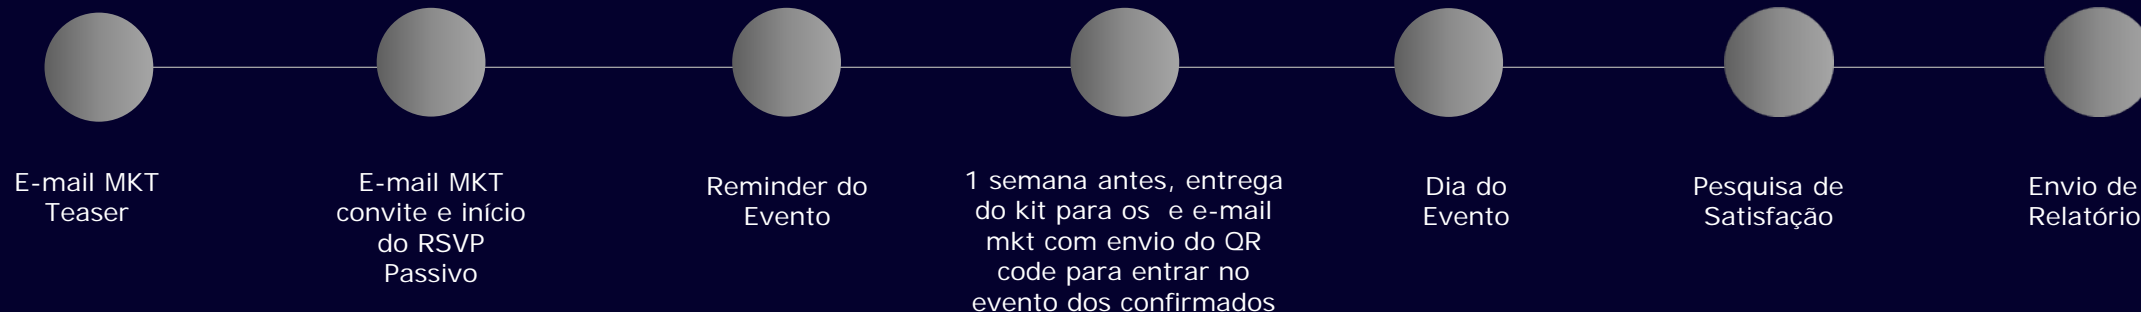 E-mail MKT
Teaser
E-mail MKT
convite e início
do RSVP
Passivo
Reminder do
Evento
1 semana antes, entrega
do kit para os  e e-mail
mkt com envio do QR
code para entrar no
evento dos confirmados
Dia do
Evento
Pesquisa de
Satisfação
Envio de
Relatório